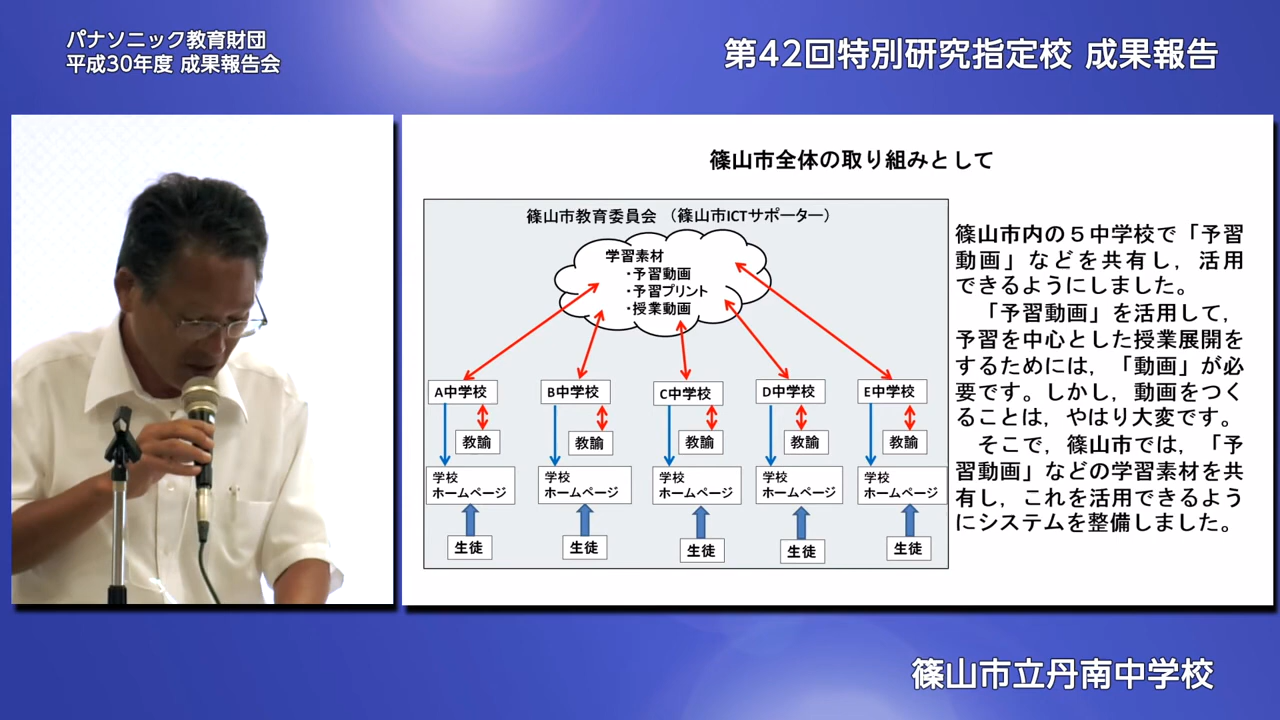 パナソニック教育財団
平成30年度 成果報告会
第42回特別研究指定校 成果報告
篠山市全体の取り組みとして
篠山市教育委員会 （篠山市ICTサポーター）
学習素材
・予習動画
・予習プリント
・授業動画
A中学校
B中学校
C中学校
D中学校
E中学校
教諭
教諭
教諭
教諭
教諭
学校
ホームページ
学校
ホームページ
学校
ホームページ
学校
ホームページ
学校
ホームページ
生徒
生徒
生徒
生徒
生徒
篠山市内の５中学校で「予習
動画」などを共有し，活用
できるようにしました。
「予習動画」を活用して，
予習を中心とした授業展開を
するためには，「動画」が必
要です。しかし，動画をつく
ることは，やはり大変です。
そこで，篠山市では，「予
習動画」などの学習素材を共
有し，これを活用できるよう
にシステムを整備しました。
篠山市立丹南中学校